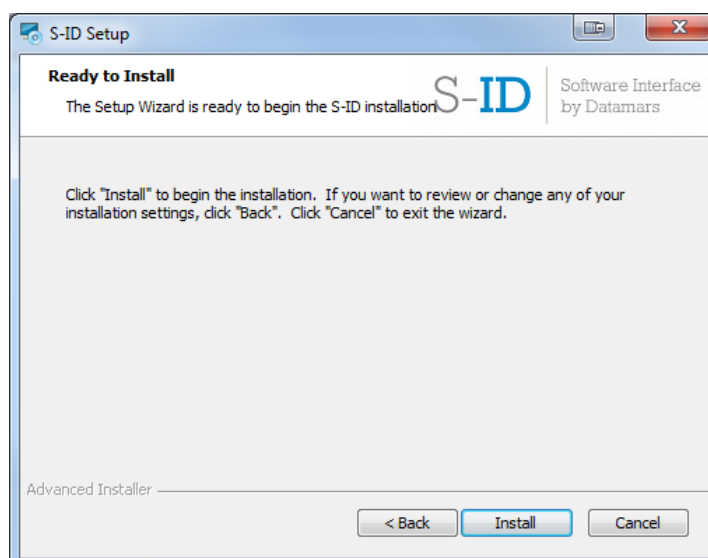 S-ID Setup
Ready to Install
The Setup Wizard is ready to begin the S-ID installation
S-ID
Software Interface
by Datamars
Click "Install" to begin the installation.  If you want to review or change any of your
installation settings, click "Back".  Click "Cancel" to exit the wizard.
Advanced Installer
< Back
Install
Cancel